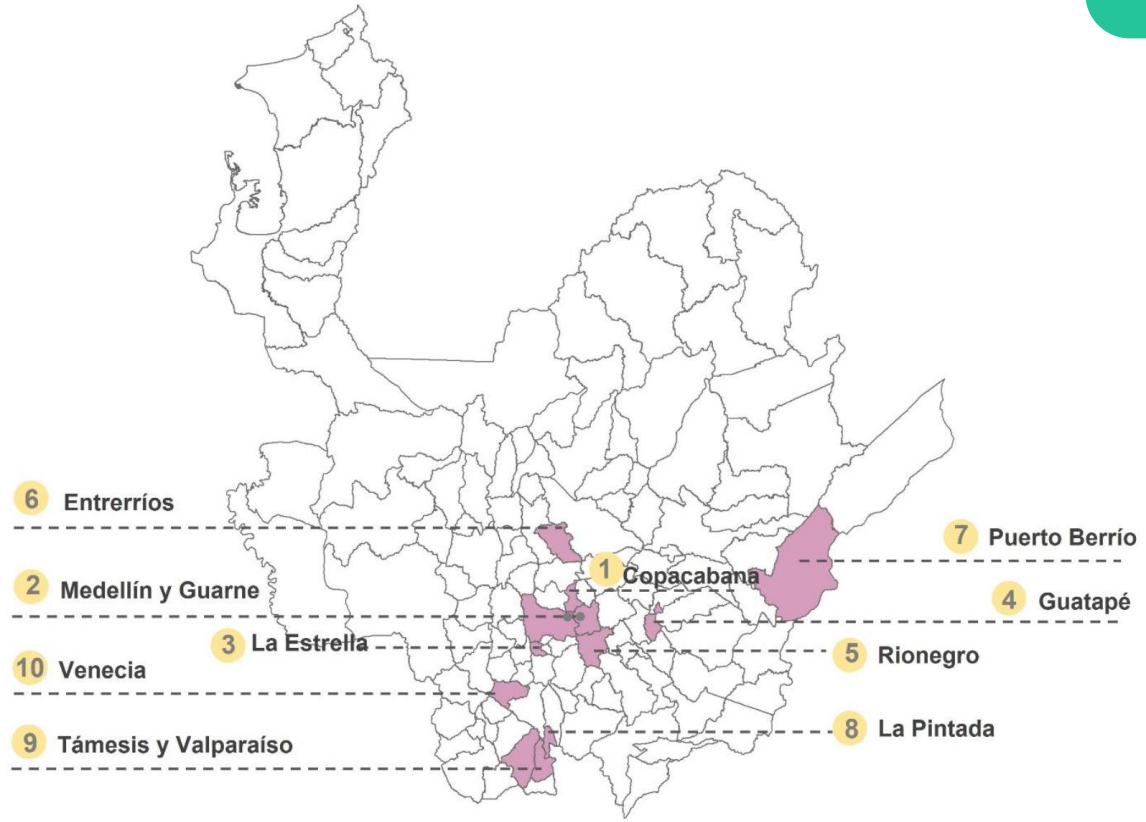 6 Entrerríos
7 Puerto Berrío
1 Copacabana
2 Medellín y Guarne
4 Guatapé
3 La Estrella
5 Rionegro
10 Venecia
8 La Pintada
9 Támesis y Valparaíso